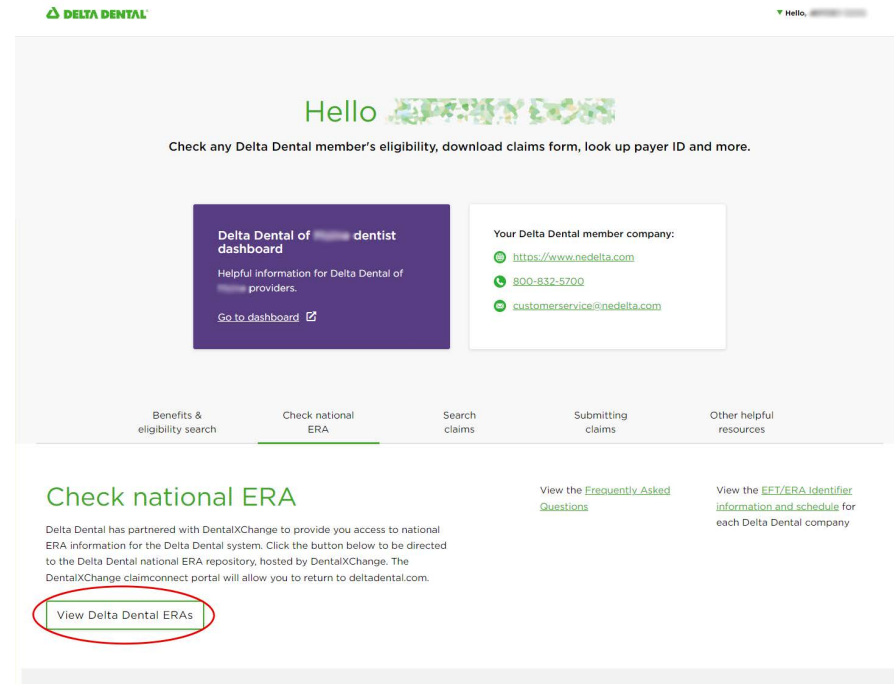 DELTA DENTAL
Hello,
Hello
Check any Delta Dental member's eligibility, download claims form, look up payer ID and more.
Delta Dental of dentist
dashboard
Helpful information for Delta Dental of
providers.
Go to dashboard
Your Delta Dental member company:
https://www.nedelta.com
800-832-5700
customerservice@nedelta.com
Benefits &
eligibility search
Check national
ERA
Search
claims
Submitting
claims
Other helpful
resources
Check national ERA
Delta Dental has partnered with DentalXChange to provide you access to national
ERA information for the Delta Dental system. Click the button below to be directed
to the Delta Dental national ERA repository, hosted by DentalXChange. The
DentalXChange claimconnect portal will allow you to return to deltadental.com.
View Delta Dental ERAs
View the Frequently Asked
Questions
View the EFT/ERA Identifier
information and schedule for
each Delta Dental company